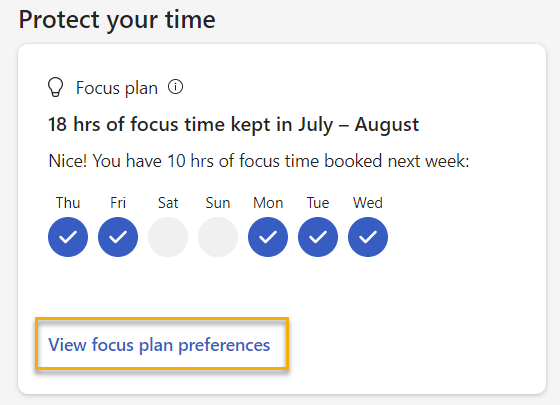 Protect your time
Focus plan
18 hrs of focus time kept in July – August
Nice! You have 10 hrs of focus time booked next week:
Thu Fri Sat Sun Mon Tue Wed
View focus plan preferences